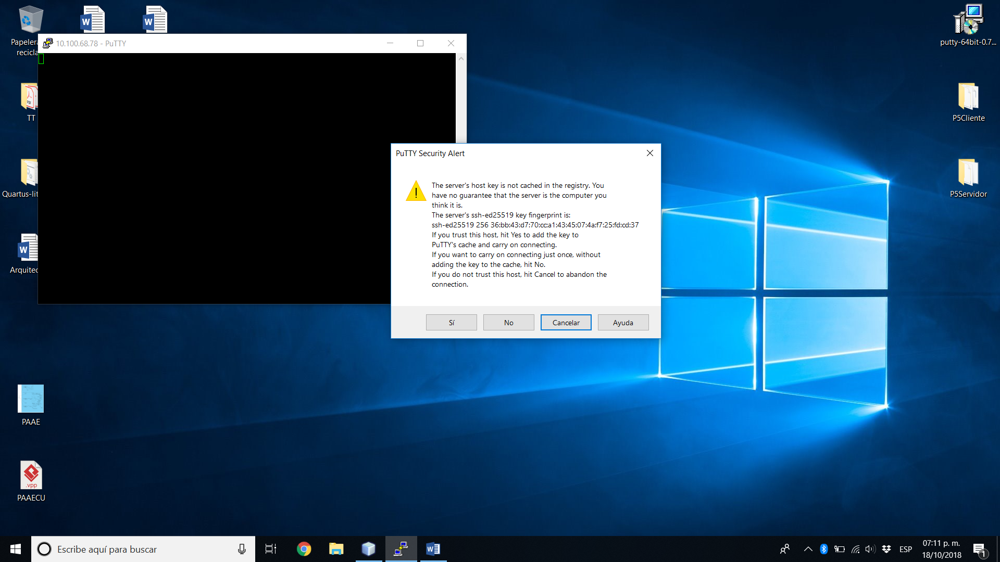 Papelera
recicla
10.100.68.78 - PuTTY
putty-64bit-0.7...
TT
P5Cliente
Quartus-lit
P5Servidor
Arquitec
PuTTY Security Alert
The server's host key is not cached in the registry. You
have no guarantee that the server is the computer you
think it is.
The server's ssh-ed25519 key fingerprint is:
ssh-ed25519 256 36:bb:43:d7:70:cc:a1:43:45:07:4a:f7:25:fd:cd:37
If you trust this host, hit Yes to add the key to
PuTTY's cache and carry on connecting.
If you want to carry on connecting just once, without
adding the key to the cache, hit No.
If you do not trust this host, hit Cancel to abandon the
connection.
Sí
No
Cancelar
Ayuda
PAAE
.vpp
PAAECU
Escribe aquí para buscar
ESP
07:11 p. m.
18/10/2018
1